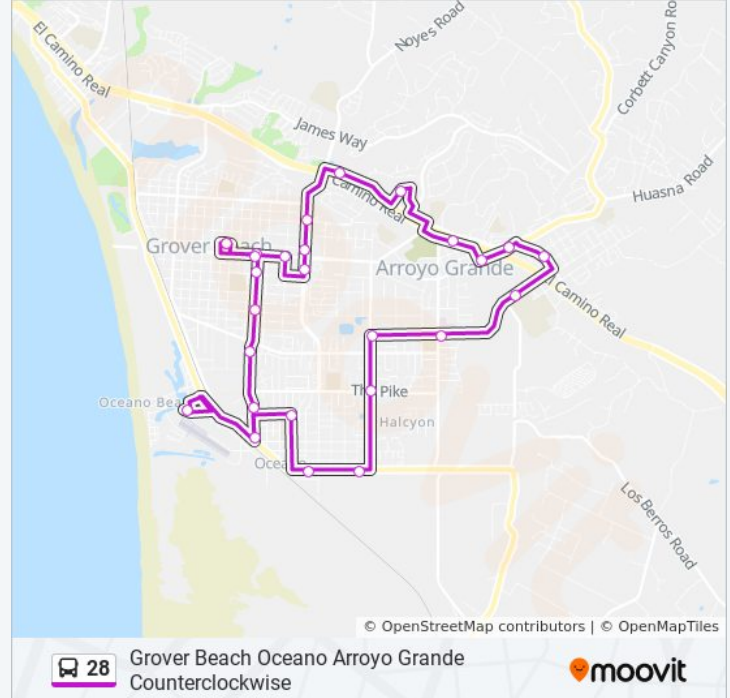 Noyes Road
El Camino Real
Corbett Canyon Ro
James Way
Huasna Road
Camino Real
Grover Beach
Arroyo Grande
El Camino Real
The Pike
Oceano Bea
Halcyon
Ocea
Los Berros Road
© OpenStreetMap contributors | © OpenMapTiles
28
Grover Beach Oceano Arroyo Grande
Counterclockwise
moovit